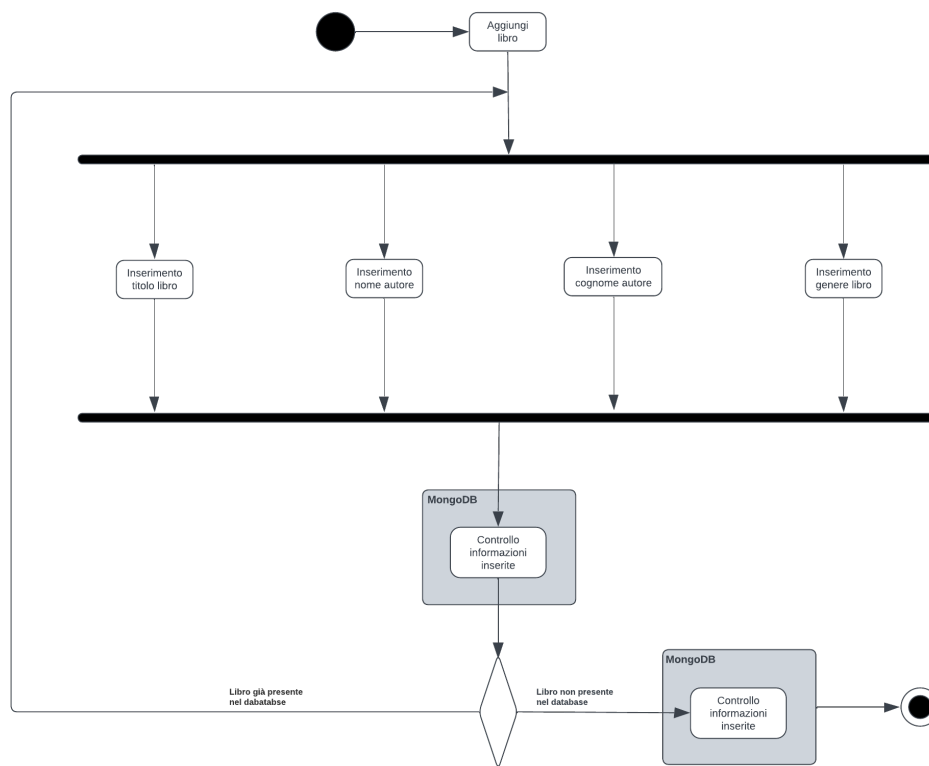 Aggiungi
libro
Inserimento
titolo libro
Inserimento
nome autore
Inserimento
cognome autore
Inserimento
genere libro
MongoDB
Controllo
informazioni
inserite
Libro già presente
nel dabatabse
Libro non presente
nel database
MongoDB
Controllo
informazioni
inserite